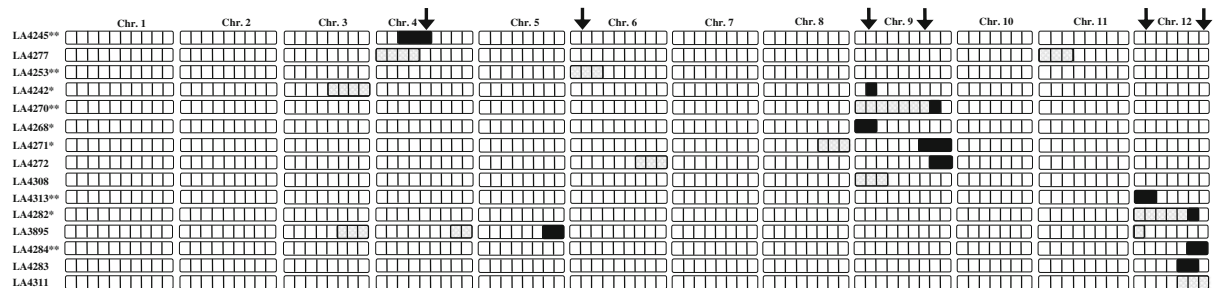 Chr. 1 Chr. 2 Chr. 3 Chr. 4 Chr. 5 Chr. 6 Chr. 7 Chr. 8 Chr. 9 Chr. 10 Chr. 11 Chr. 12
LA4245**
LA4277
LA4253**
LA4242*
LA4270**
LA4268*
LA4271*
LA4272
LA4308
LA4313**
LA4282*
LA3895
LA4284**
LA4283
LA4311